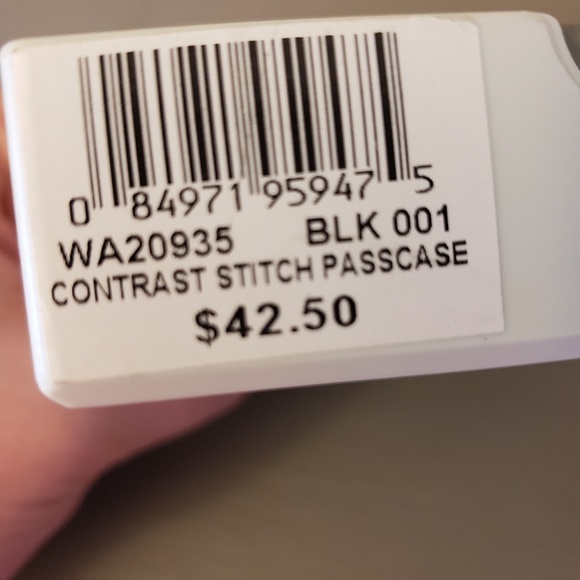 0 84971 95947 5
WA20935 BLK 001
CONTRAST STITCH PASSCASE
$42.50